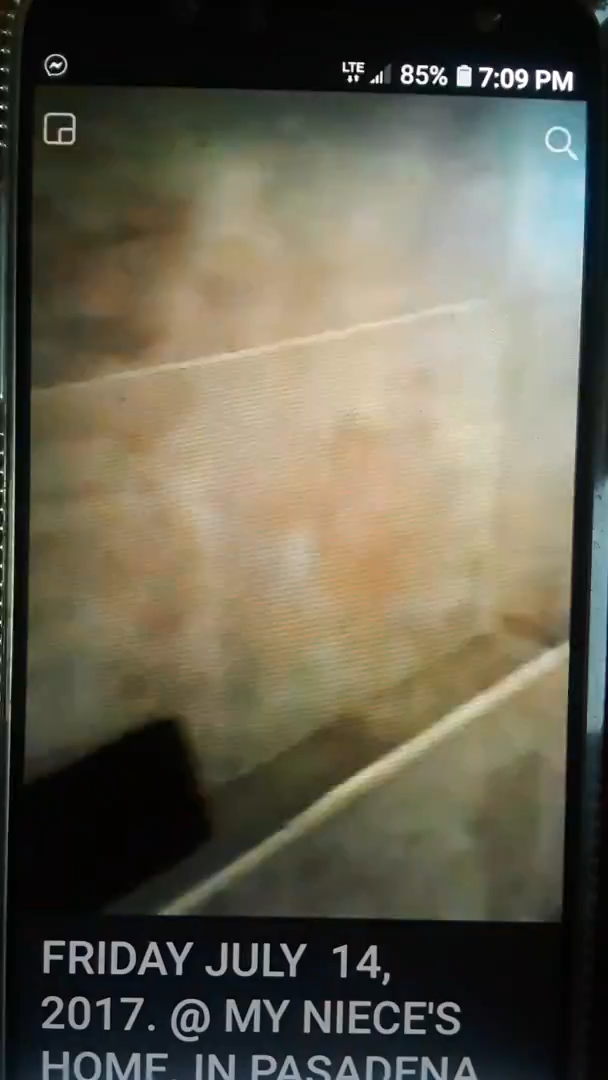 LTE 85% 7:09 PM
FRIDAY JULY 14,
2017. @ MY NIECE'S
HOME, IN PASADENA